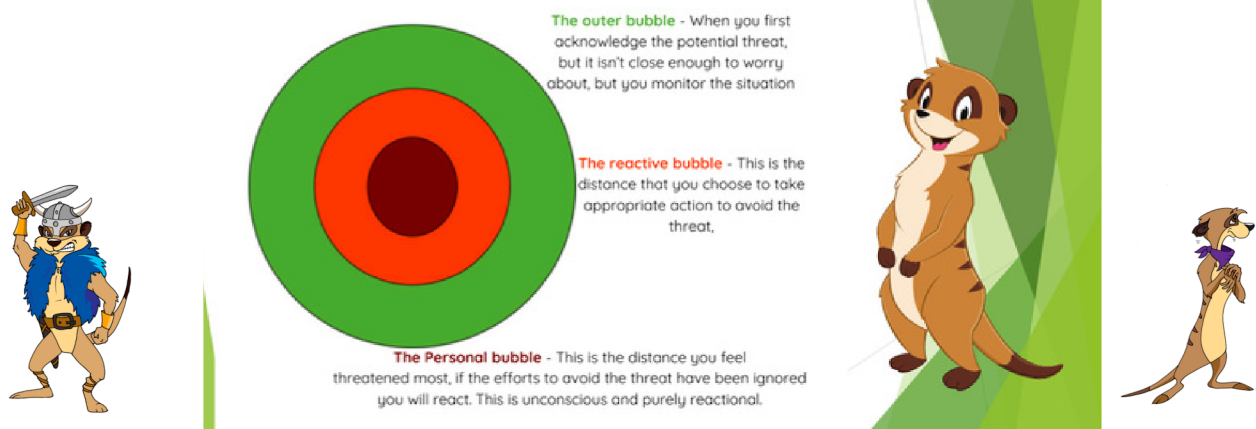 The outer bubble - When you first
acknowledge the potential threat,
but it isn't close enough to worry
about, but you monitor the situation
The reactive bubble - This is the
distance that you choose to take
appropriate action to avoid the
threat,
The Personal bubble - This is the distance you feel
threatened most, if the efforts to avoid the threat have been ignored
you will react. This is unconscious and purely reactional.